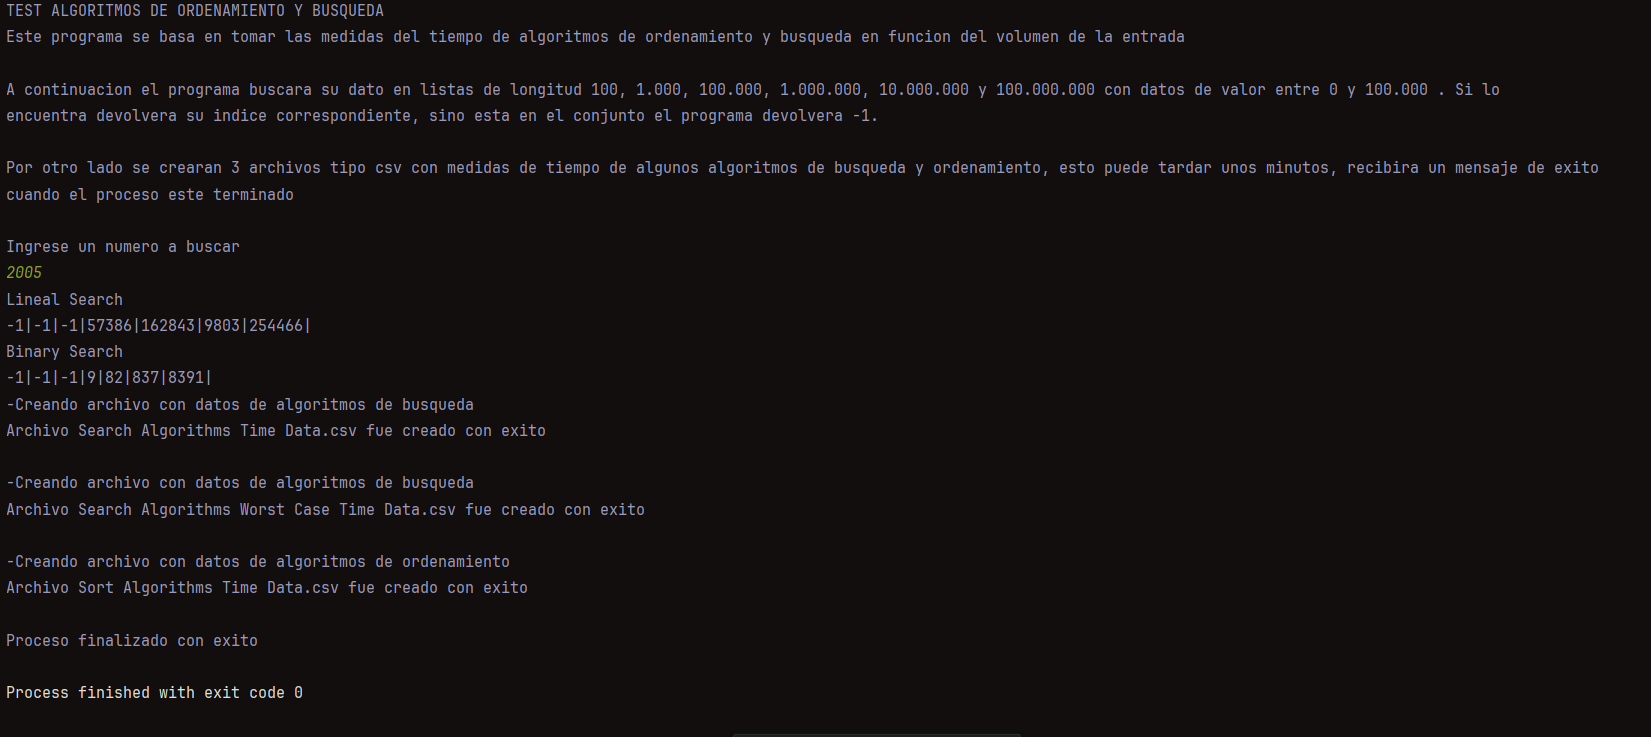 TEST ALGORITMOS DE ORDENAMIENTO Y BUSQUEDA
Este programa se basa en tomar las medidas del tiempo de algoritmos de ordenamiento y busqueda en funcion del volumen de la entrada
A continuacion el programa buscara su dato en listas de longitud 100, 1.000, 100.000, 1.000.000, 10.000.000 y 100.000.000 con datos de valor entre 0 y 100.000 . Si lo
encuentra devolvera su indice correspondiente, sino esta en el conjunto el programa devolvera -1.
Por otro lado se crearan 3 archivos tipo csv con medidas de tiempo de algunos algoritmos de busqueda y ordenamiento, esto puede tardar unos minutos, recibira un mensaje de exito
cuando el proceso este terminado
Ingrese un numero a buscar
2005
Lineal Search
-1|-1|-1|57386|162843|9803|254466|
Binary Search
-1|-1|-1|9|82|837|8391|
-Creando archivo con datos de algoritmos de busqueda
Archivo Search Algorithms Time Data.csv fue creado con exito
-Creando archivo con datos de algoritmos de busqueda
Archivo Search Algorithms Worst Case Time Data.csv fue creado con exito
-Creando archivo con datos de algoritmos de ordenamiento
Archivo Sort Algorithms Time Data.csv fue creado con exito
Proceso finalizado con exito
Process finished with exit code 0